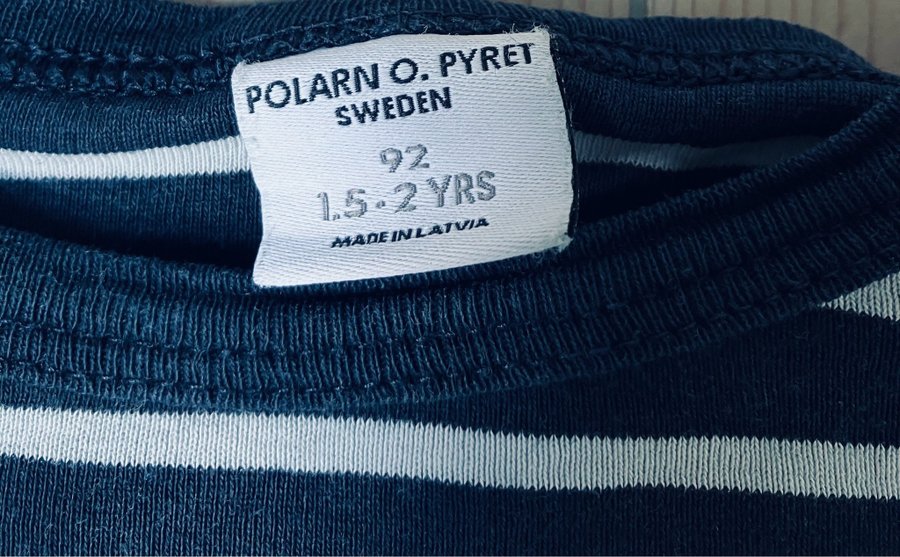 POLARN O. PYRET
SWEDEN
92
1.5-2 YRS
MADE IN LATVIA